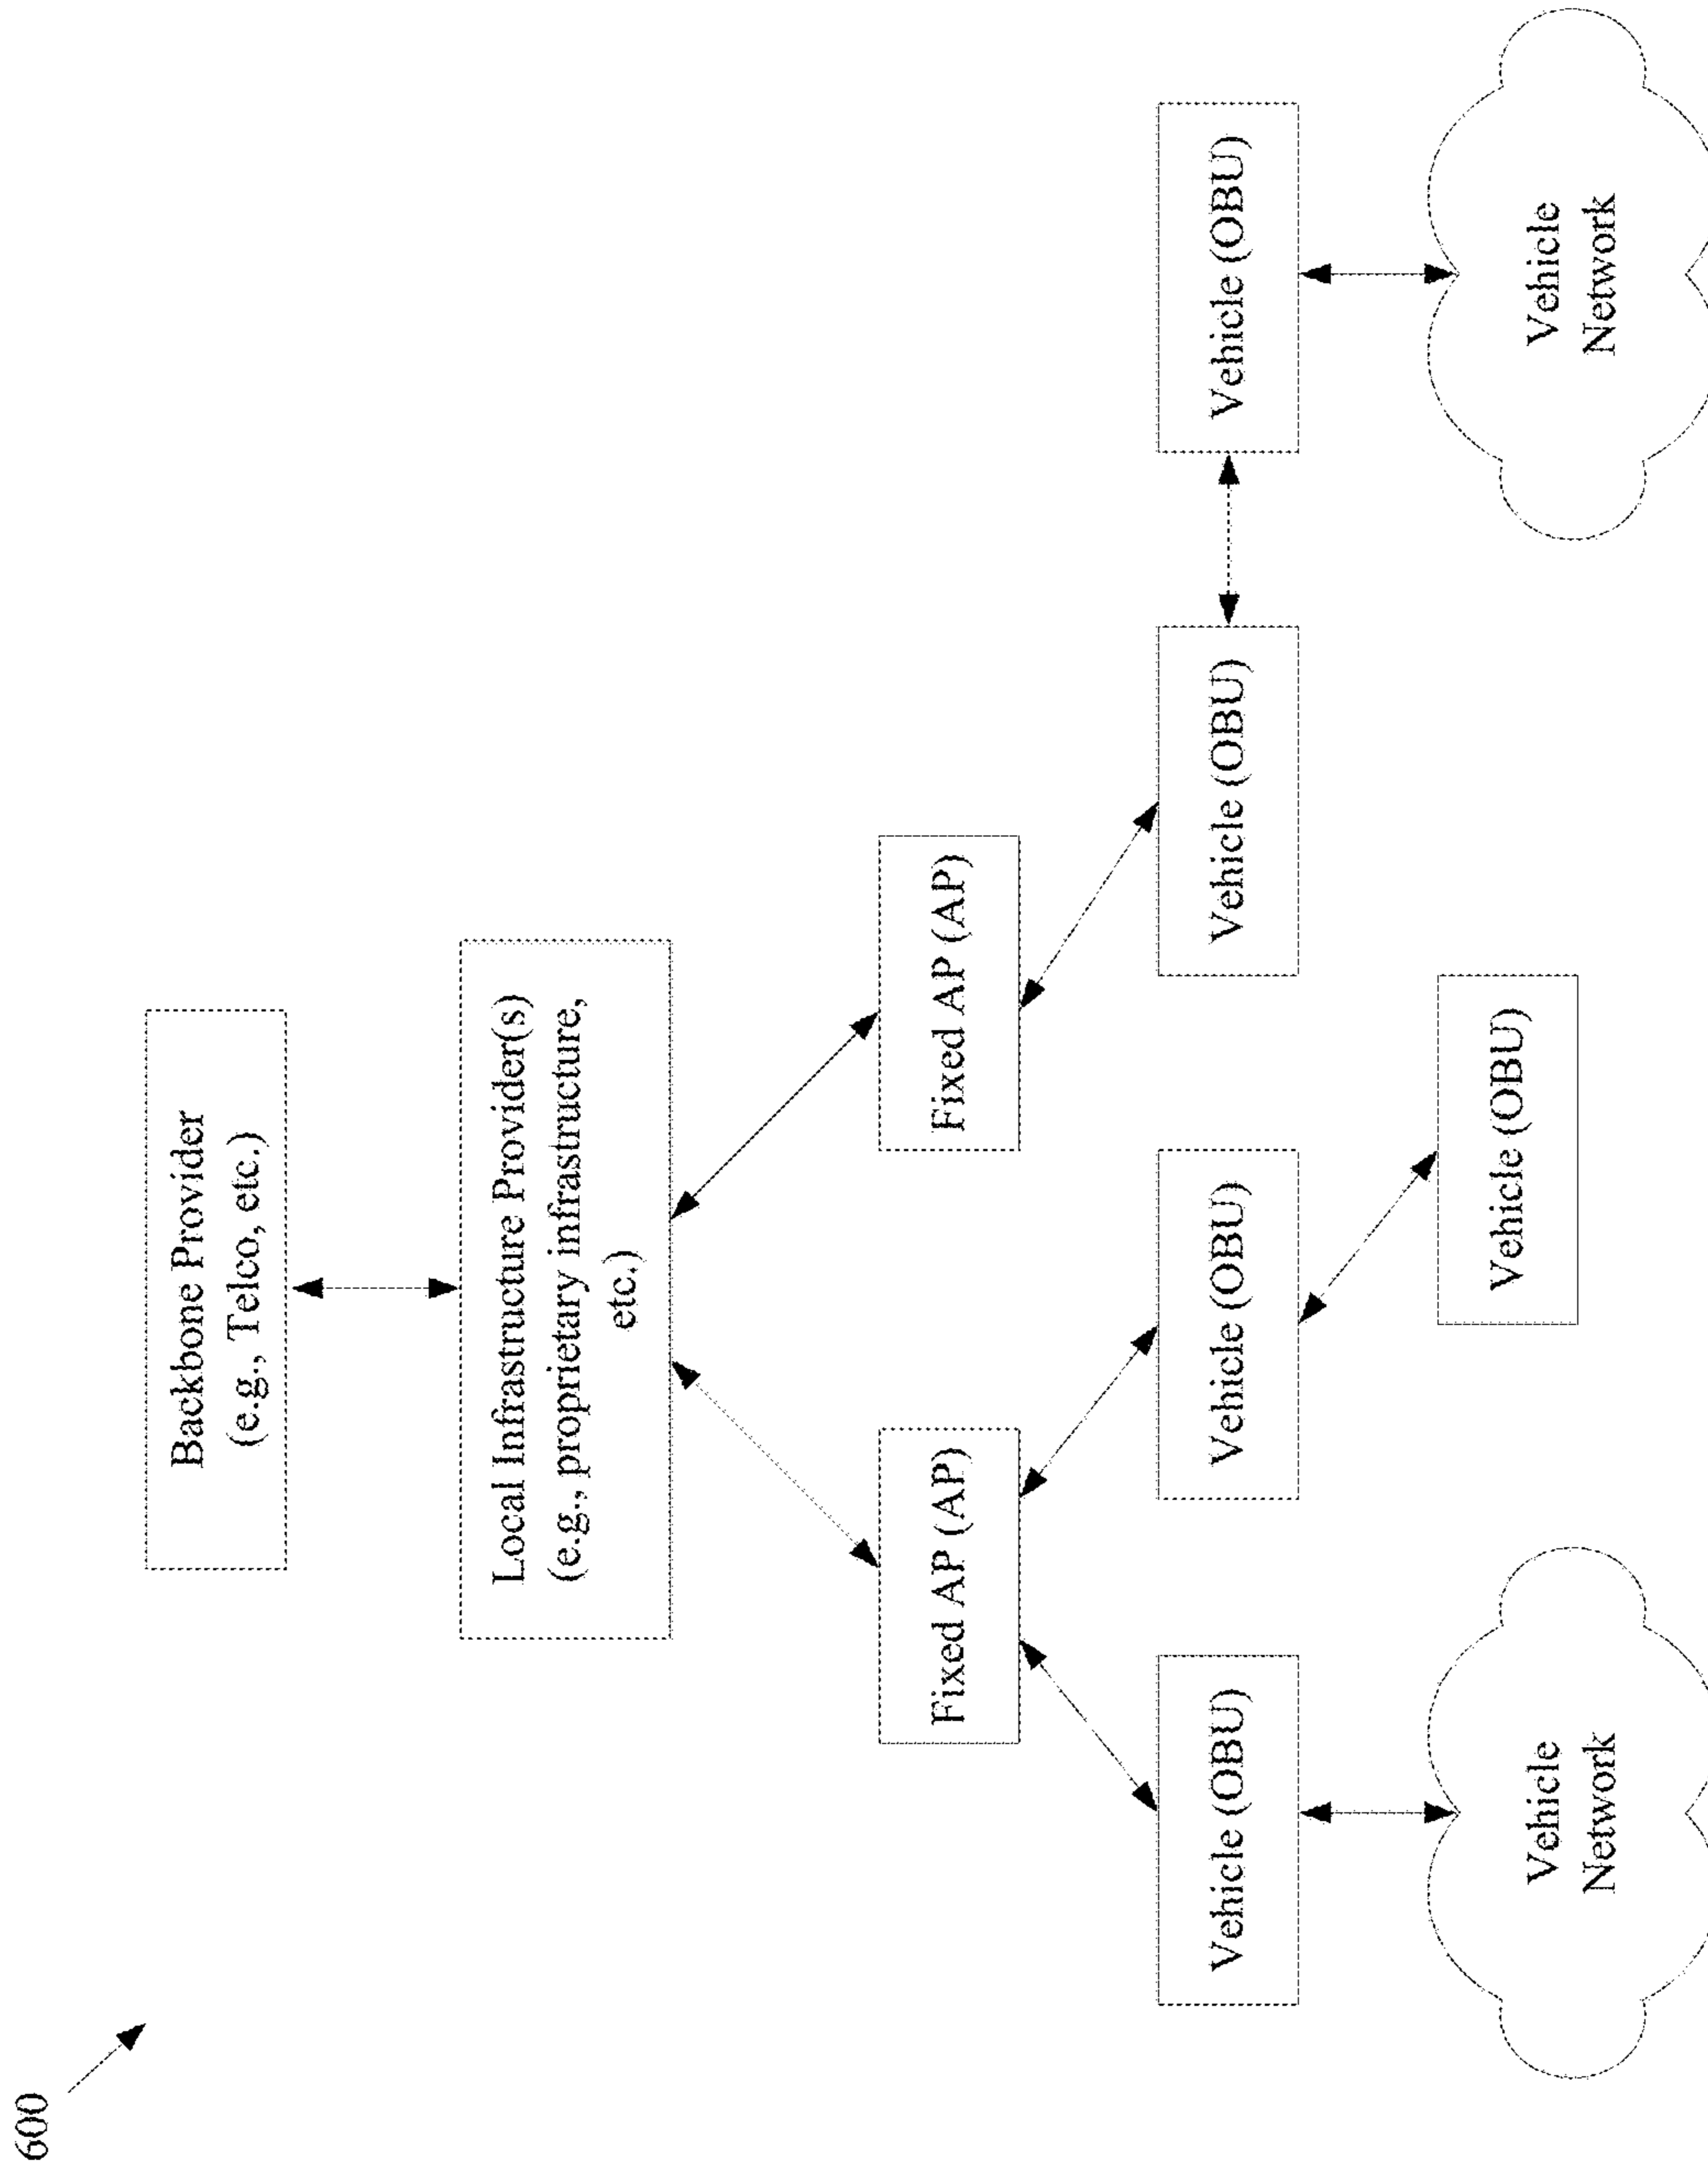 600
Backbone Provider
(e.g., Telco, etc.)
Local Infrastructure Provider(s)
(e.g., proprietary infrastructure,
etc.)
Fixed AP (AP)
Fixed AP (AP)
Vehicle (OBU)
Vehicle (OBU)
Vehicle (OBU)
Vehicle (OBU)
Vehicle
Network
Vehicle (OBU)
Vehicle
Network